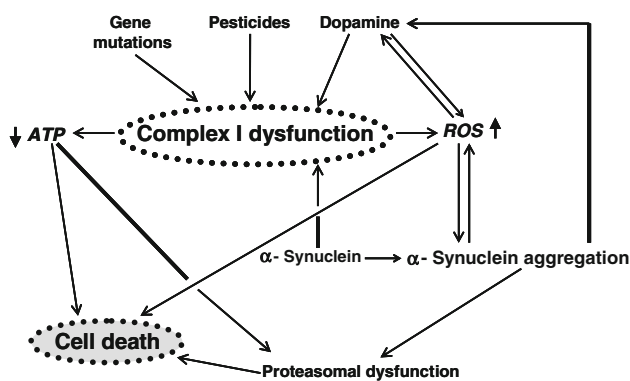 Gene
mutations
Pesticides
Dopamine
ATP
Complex I dysfunction
ROS
α- Synuclein
α- Synuclein aggregation
Cell death
Proteasomal dysfunction